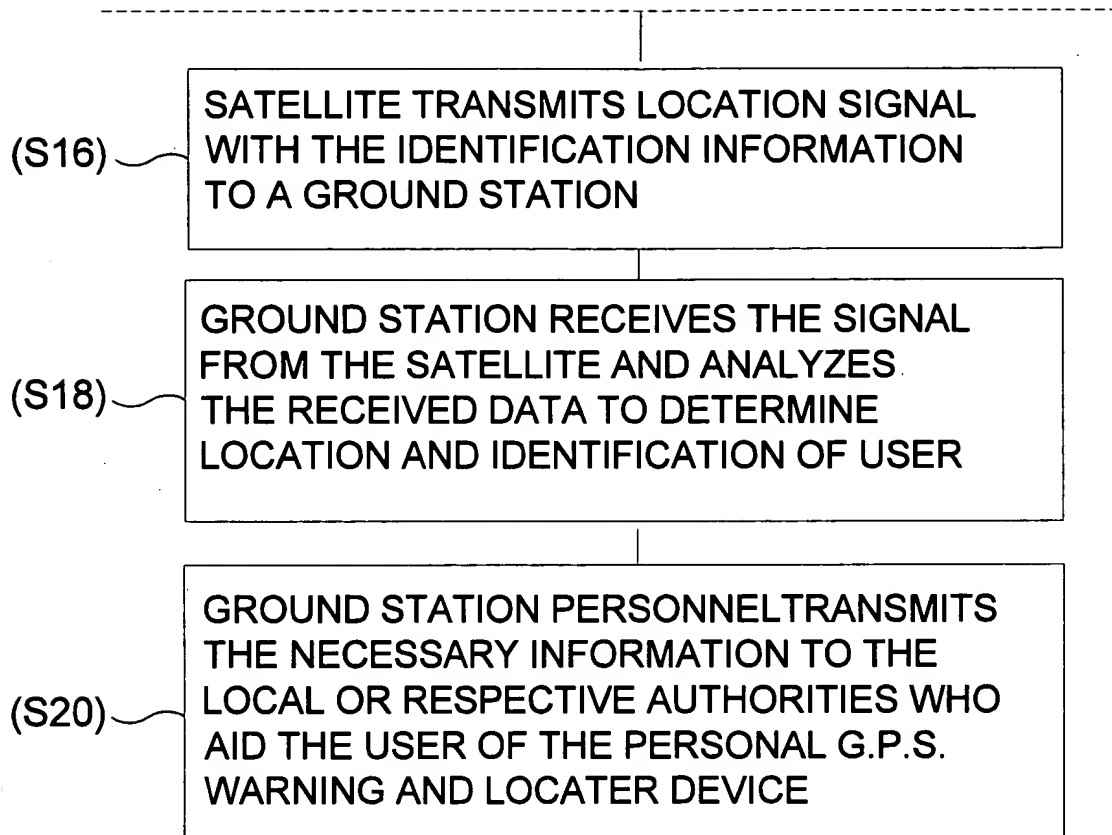 SATELLITE TRANSMITS LOCATION SIGNAL
(S16) WITH THE IDENTIFICATION INFORMATION
TO A GROUND STATION
GROUND STATION RECEIVES THE SIGNAL
FROM THE SATELLITE AND ANALYZES
(S18) THE RECEIVED DATA TO DETERMINE
LOCATION AND IDENTIFICATION OF USER
GROUND STATION PERSONNELTRANSMITS
THE NECESSARY INFORMATION TO THE
(S20) LOCAL OR RESPECTIVE AUTHORITIES WHO
AID THE USER OF THE PERSONAL G.P.S.
WARNING AND LOCATER DEVICE